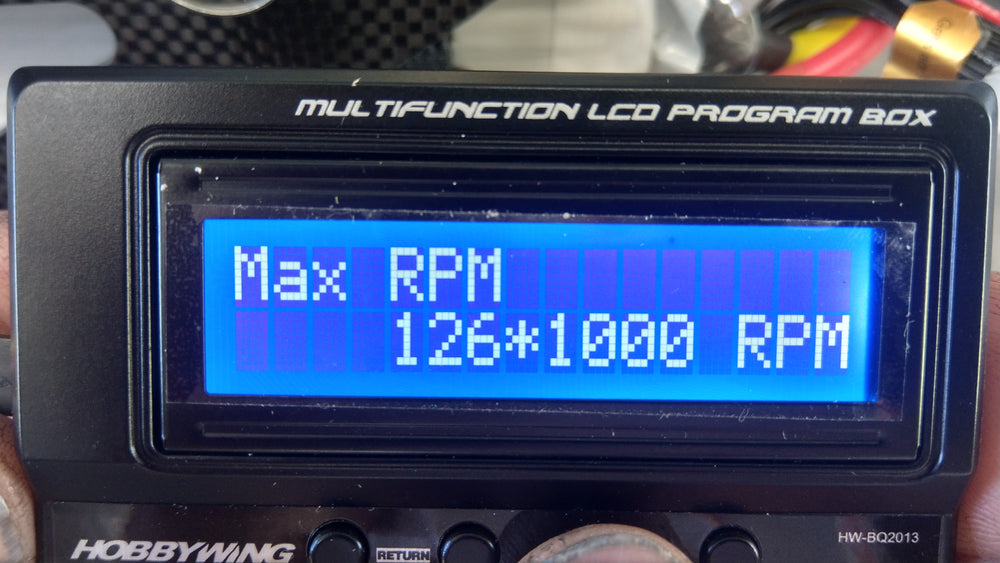 MULTIFUNCTION LCD PROGRAM BOX
Max RPM
126*1000 RPM
HW-BQ2013
HOBBYWING
RETURN